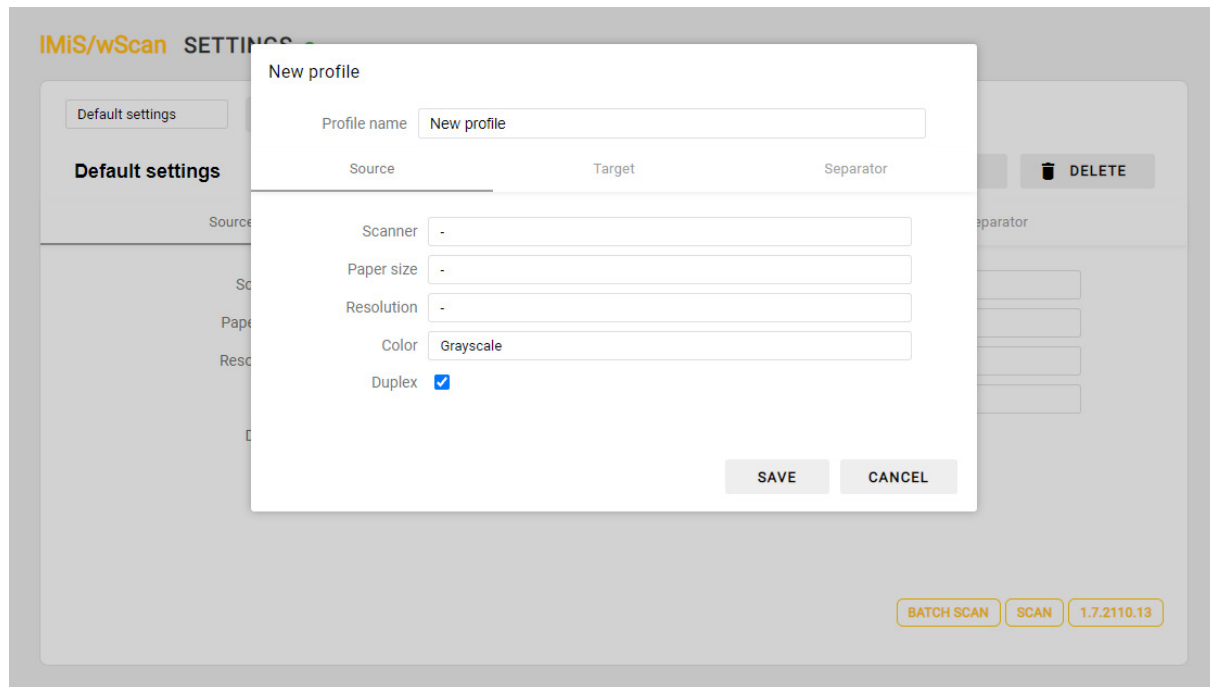 IMiS/wScan SETTINGS
New profile
Default settings
Profile name New profile
Default settings
Source Target Separator
DELETE
Source
Scanner -
Paper size -
Resolution -
Color Grayscale
Duplex
SAVE CANCEL
BATCH SCAN SCAN 1.7.2110.13